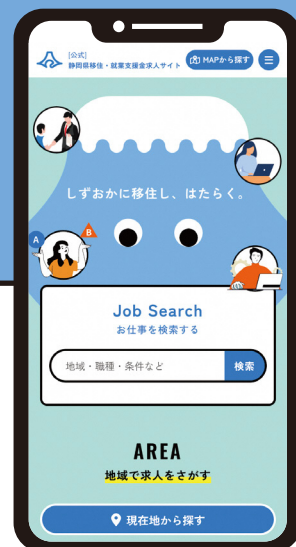 [公式]
静岡県移住・就業支援金求人サイト
MAPから探す
しずおかに移住し、はたらく。
A
B
Job Search
お仕事を検索する
地域・職種・条件など
検索
AREA
地域で求人をさがす
現在地から探す